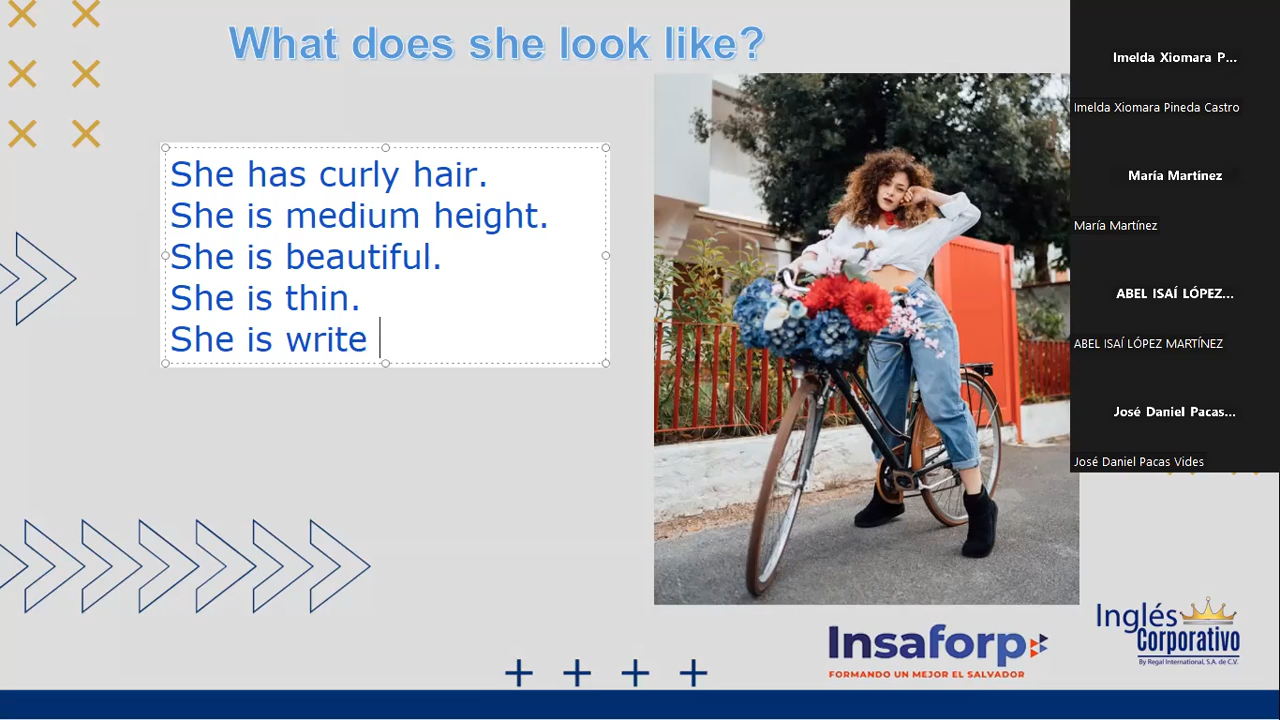 What does she look like?
She has curly hair.
She is medium height.
She is beautiful.
She is thin.
She is write
Imelda Xiomara P...
Imelda Xiomara Pineda Castro
María Martínez
María Martínez
ABEL ISAÍ LÓPEZ...
ABEL ISAÍ LÓPEZ MARTÍNEZ
José Daniel Pacas...
José Daniel Pacas Vides
Insaforp
FORMANDO UN MEJOR EL SALVADOR
Inglés
Corporativo
By Regal International, S.A. de C.V.